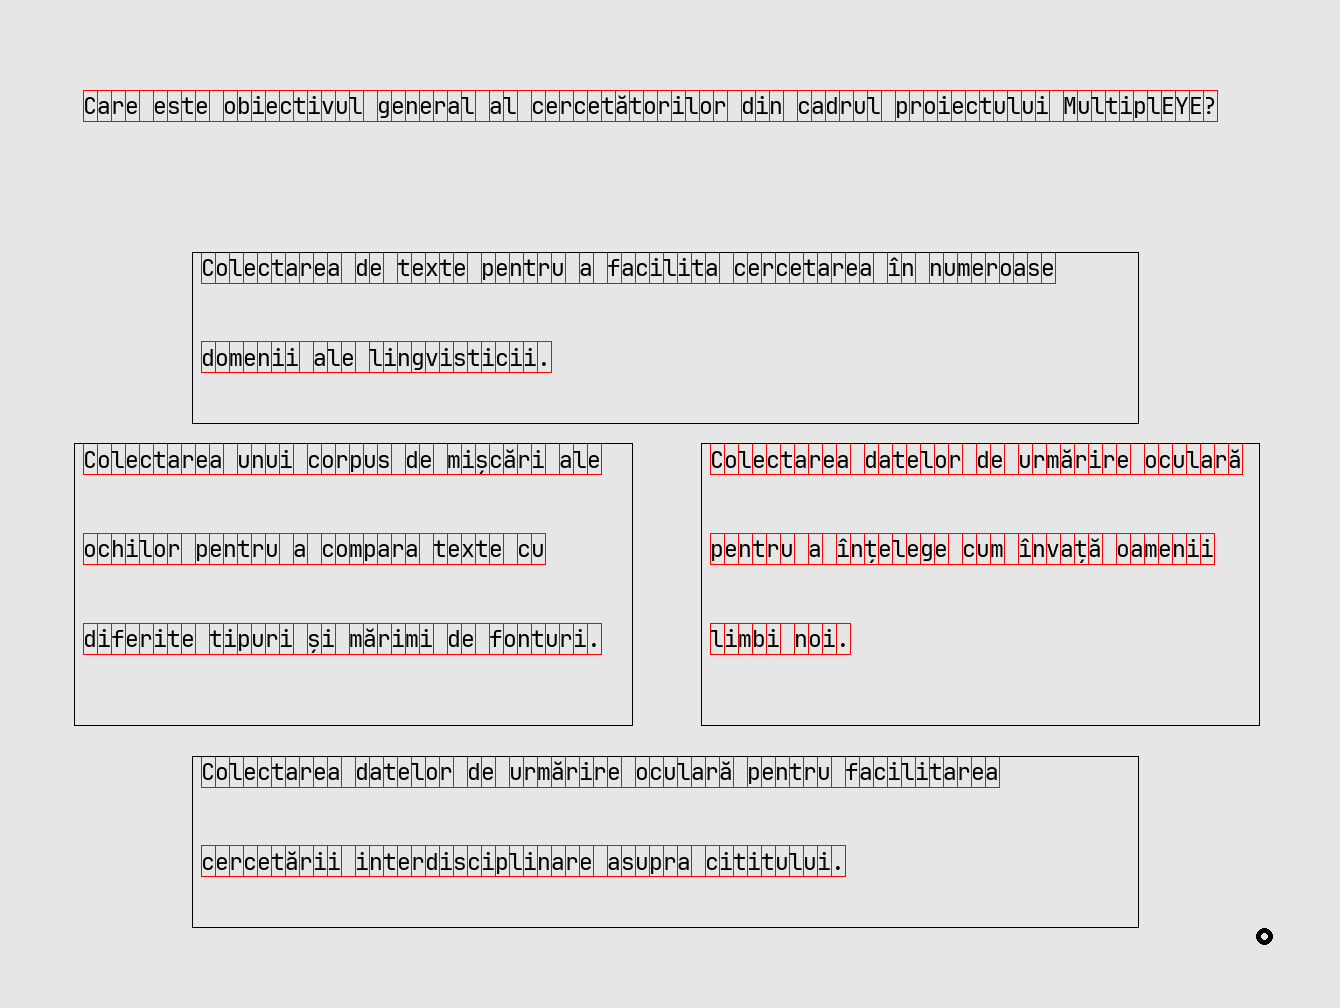 Care este obiectivul general al cercetătorilor din cadrul proiectului MultiplEYE?
Colectarea de texte pentru a facilita cercetarea în numeroase
domenii ale lingvisticii.
Colectarea unui corpus de mișcări ale
ochilor pentru a compara texte cu
diferite tipuri și mărimi de fonturi.
Colectarea datelor de urmărire oculară
pentru a înțelege cum învață oamenii
limbi noi.
Colectarea datelor de urmărire oculară pentru facilitarea
cercetării interdisciplinare asupra cititului.